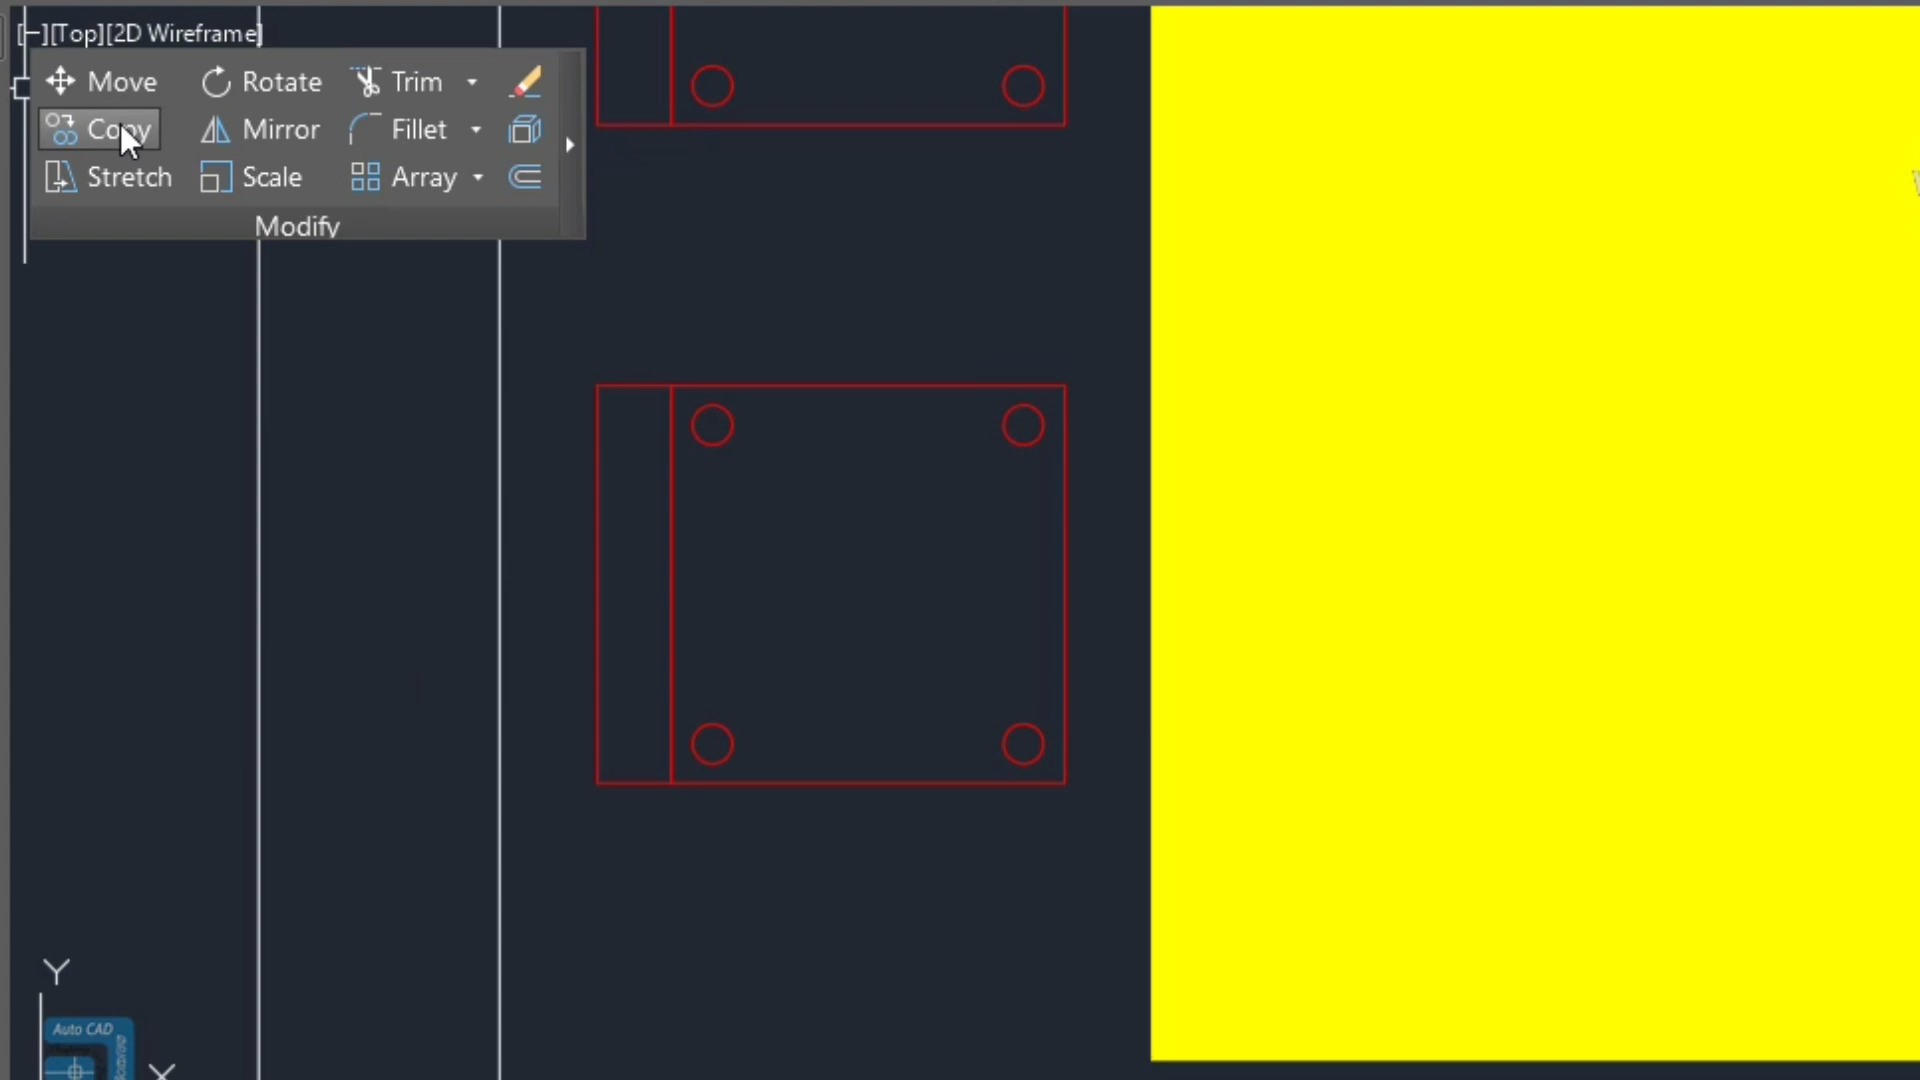 [−][Top][2D Wireframe]
Move Rotate Trim
Copy Mirror Fillet
Stretch Scale Array
Modify
Y
Auto CAD
X